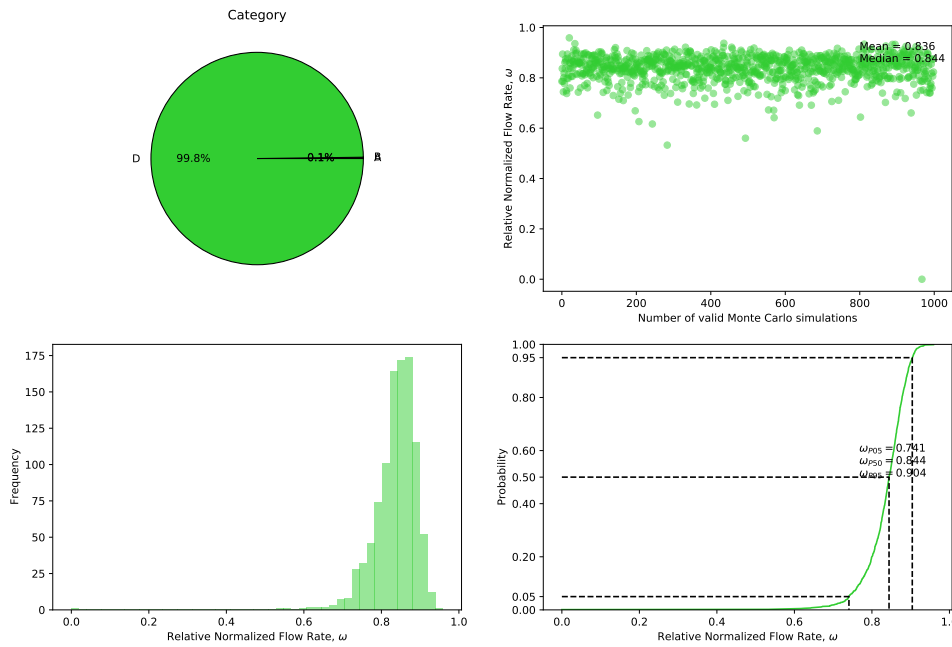 Category
D
99.8%
0.1%
B
A
Relative Normalized Flow Rate, ω
1.0
0.8
0.6
0.4
0.2
0.0
Mean = 0.836
Median = 0.844
0
200
400
600
800
1000
Number of valid Monte Carlo simulations
Frequency
175
150
125
100
75
50
25
0
0.0
0.2
0.4
0.6
0.8
1.0
Relative Normalized Flow Rate, ω
Probability
1.00
0.95
0.80
0.60
0.50
0.40
0.20
0.05
0.00
ωP05 = 0.741
ωP50 = 0.844
ωP95 = 0.904
0.0
0.2
0.4
0.6
0.8
1.
Relative Normalized Flow Rate, ω